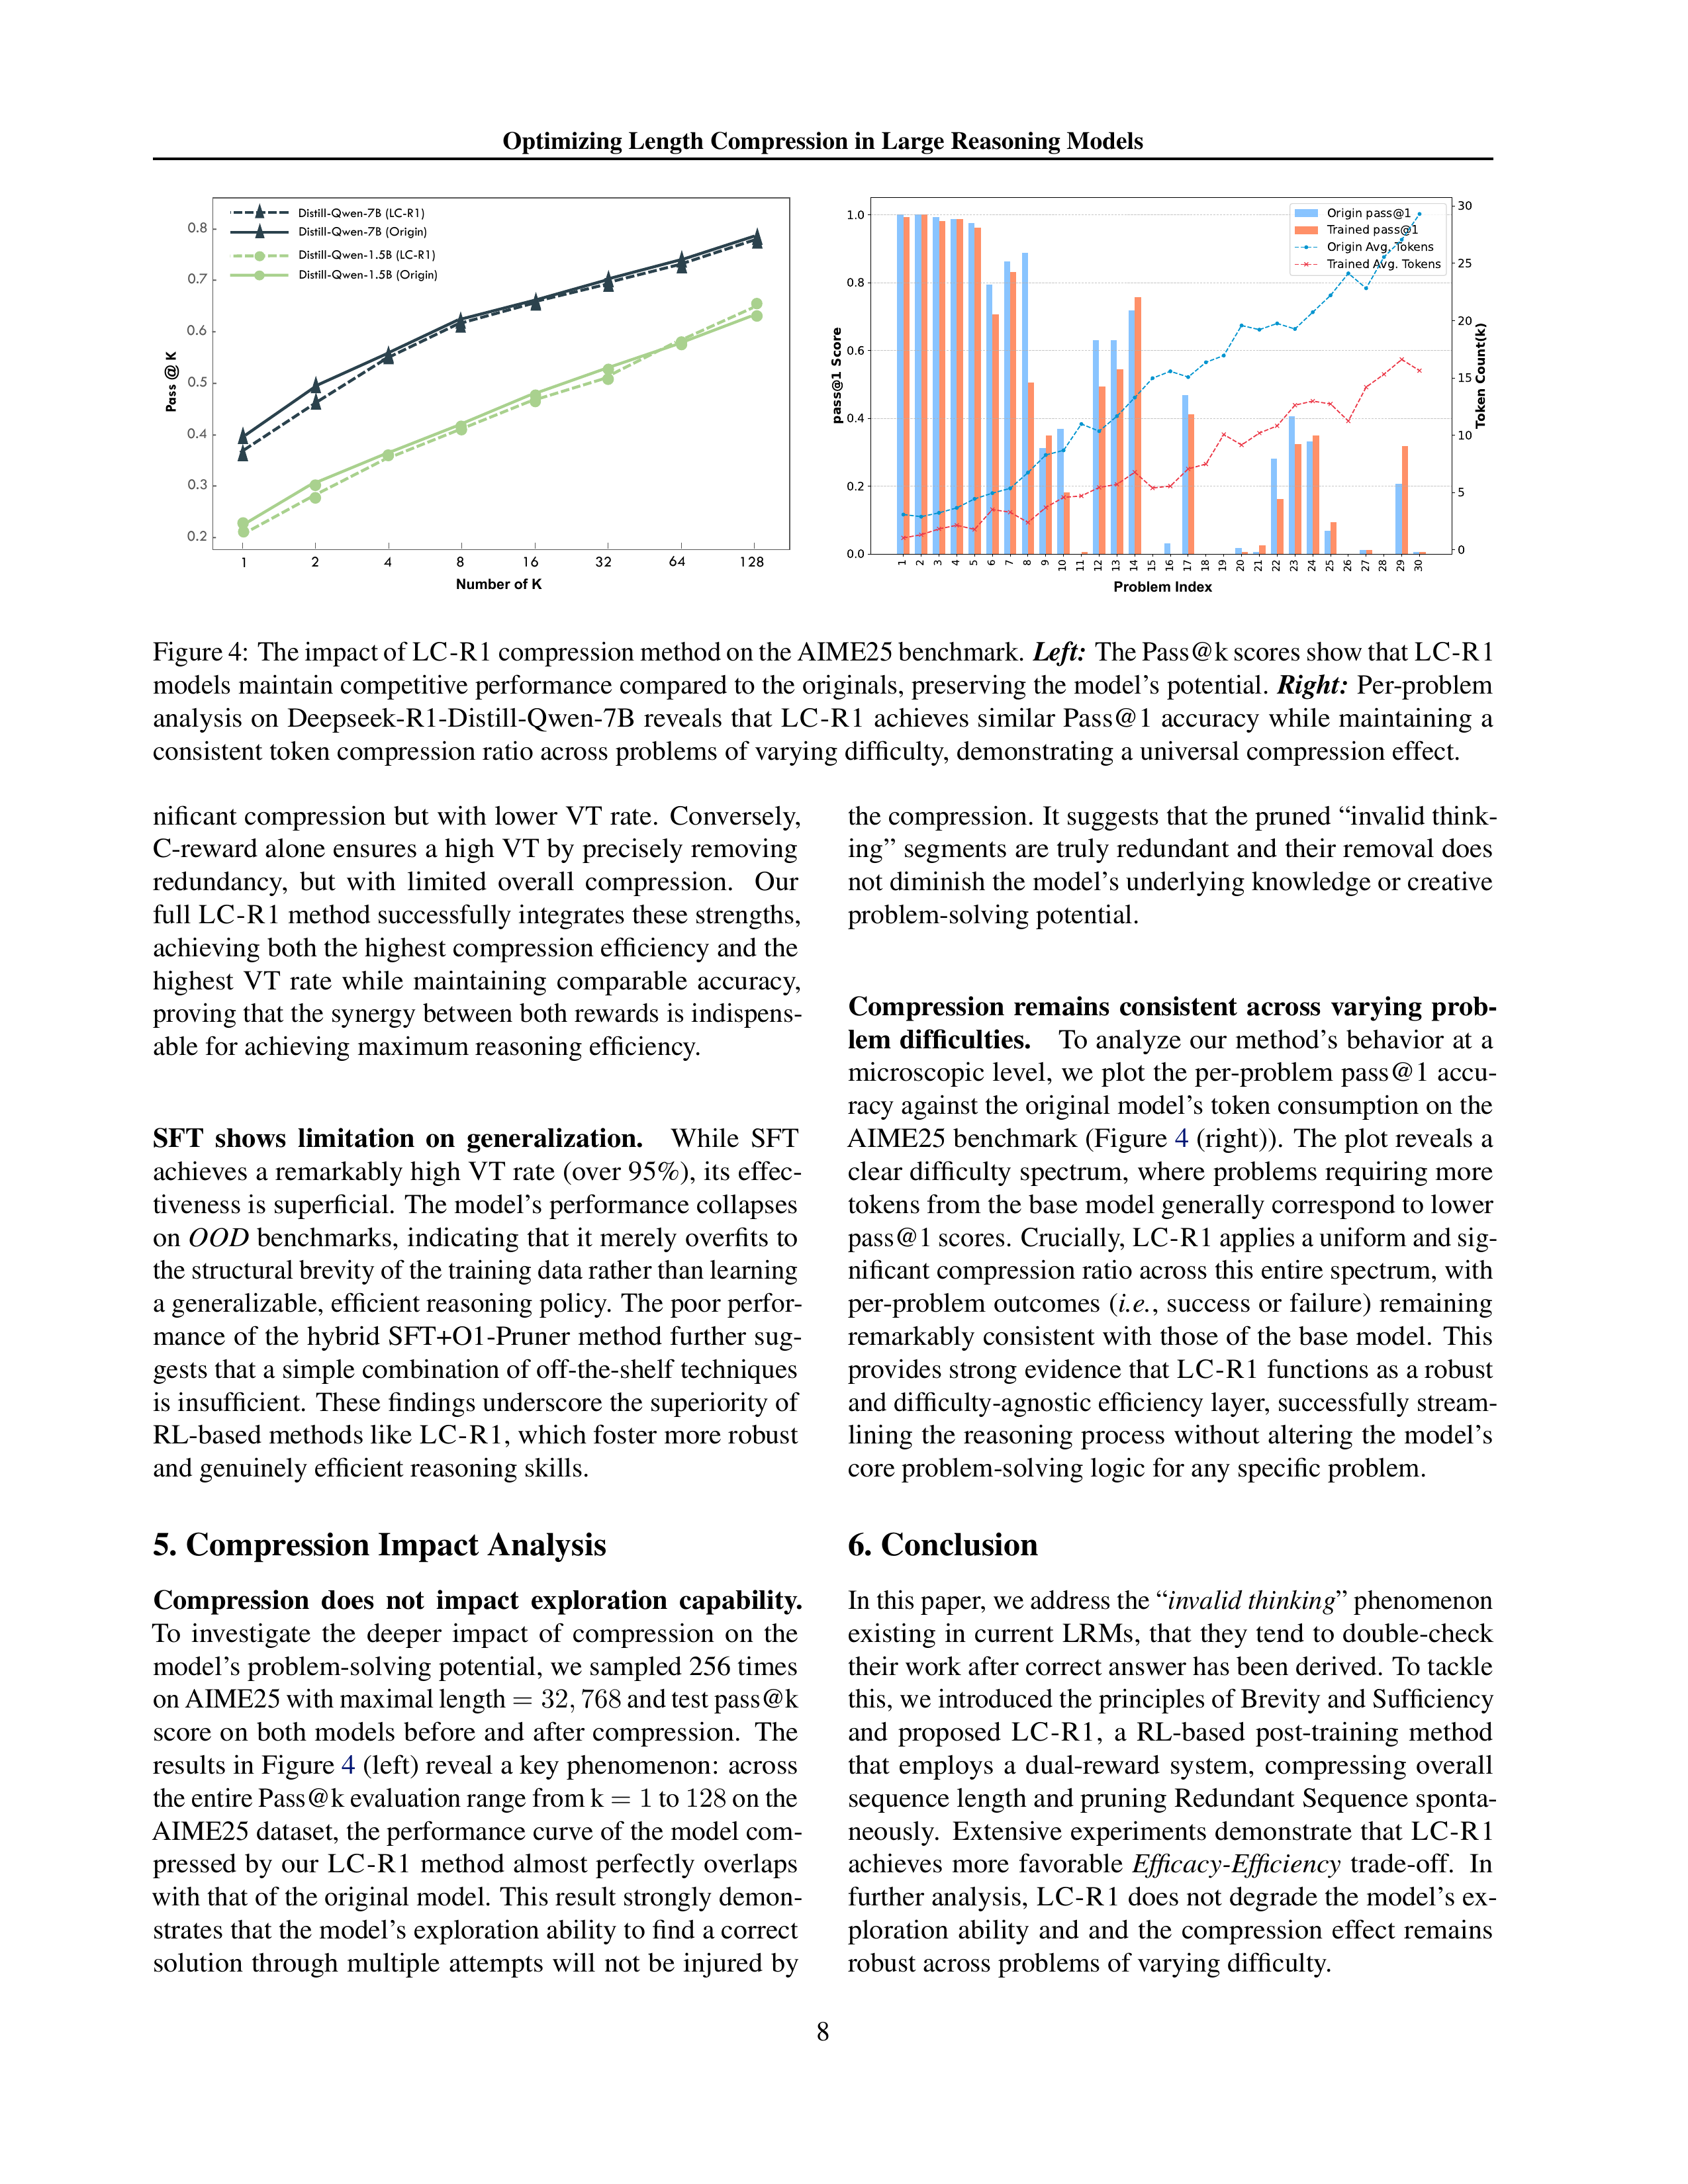 Optimizing Length Compression in Large Reasoning Models
Distill-Qwen-7B (LC-R1)
Distill-Qwen-7B (Origin)
Distill-Qwen-1.5B (LC-R1)
Distill-Qwen-1.5B (Origin)
Pass @ K
0.8
0.7
0.6
0.5
0.4
0.3
0.2
1 2 4 8 16 32 64 128
Number of K
Origin pass@1
Trained pass@1
Origin Avg. Tokens
Trained Avg. Tokens
pass@1 Score
1.0
0.8
0.6
0.4
0.2
0.0
Token Count(k)
30
25
20
15
10
5
0
1 2 3 4 5 6 7 8 9 10 11 12 13 14 15 16 17 18 19 20 21 22 23 24 25 26 27 28 29 30
Problem Index
Figure 4: The impact of LC-R1 compression method on the AIME25 benchmark. Left: The Pass@k scores show that LC-R1
models maintain competitive performance compared to the originals, preserving the model's potential. Right: Per-problem
analysis on Deepseek-R1-Distill-Qwen-7B reveals that LC-R1 achieves similar Pass@1 accuracy while maintaining a
consistent token compression ratio across problems of varying difficulty, demonstrating a universal compression effect.
nificant compression but with lower VT rate. Conversely,
C-reward alone ensures a high VT by precisely removing
redundancy, but with limited overall compression. Our
full LC-R1 method successfully integrates these strengths,
achieving both the highest compression efficiency and the
highest VT rate while maintaining comparable accuracy,
proving that the synergy between both rewards is indispens-
able for achieving maximum reasoning efficiency.
SFT shows limitation on generalization. While SFT
achieves a remarkably high VT rate (over 95%), its effec-
tiveness is superficial. The model's performance collapses
on OOD benchmarks, indicating that it merely overfits to
the structural brevity of the training data rather than learning
a generalizable, efficient reasoning policy. The poor perfor-
mance of the hybrid SFT+O1-Pruner method further sug-
gests that a simple combination of off-the-shelf techniques
is insufficient. These findings underscore the superiority of
RL-based methods like LC-R1, which foster more robust
and genuinely efficient reasoning skills.
5. Compression Impact Analysis
Compression does not impact exploration capability.
To investigate the deeper impact of compression on the
model's problem-solving potential, we sampled 256 times
on AIME25 with maximal length = 32, 768 and test pass@k
score on both models before and after compression. The
results in Figure 4 (left) reveal a key phenomenon: across
the entire Pass@k evaluation range from k = 1 to 128 on the
AIME25 dataset, the performance curve of the model com-
pressed by our LC-R1 method almost perfectly overlaps
with that of the original model. This result strongly demon-
strates that the model's exploration ability to find a correct
solution through multiple attempts will not be injured by
the compression. It suggests that the pruned “invalid think-
ing” segments are truly redundant and their removal does
not diminish the model's underlying knowledge or creative
problem-solving potential.
Compression remains consistent across varying prob-
lem difficulties. To analyze our method's behavior at a
microscopic level, we plot the per-problem pass@1 accu-
racy against the original model's token consumption on the
AIME25 benchmark (Figure 4 (right)). The plot reveals a
clear difficulty spectrum, where problems requiring more
tokens from the base model generally correspond to lower
pass@1 scores. Crucially, LC-R1 applies a uniform and sig-
nificant compression ratio across this entire spectrum, with
per-problem outcomes (i.e., success or failure) remaining
remarkably consistent with those of the base model. This
provides strong evidence that LC-R1 functions as a robust
and difficulty-agnostic efficiency layer, successfully stream-
lining the reasoning process without altering the model's
core problem-solving logic for any specific problem.
6. Conclusion
In this paper, we address the “invalid thinking” phenomenon
existing in current LRMs, that they tend to double-check
their work after correct answer has been derived. To tackle
this, we introduced the principles of Brevity and Sufficiency
and proposed LC-R1, a RL-based post-training method
that employs a dual-reward system, compressing overall
sequence length and pruning Redundant Sequence sponta-
neously. Extensive experiments demonstrate that LC-R1
achieves more favorable Efficacy-Efficiency trade-off. In
further analysis, LC-R1 does not degrade the model's ex-
ploration ability and and the compression effect remains
robust across problems of varying difficulty.
8